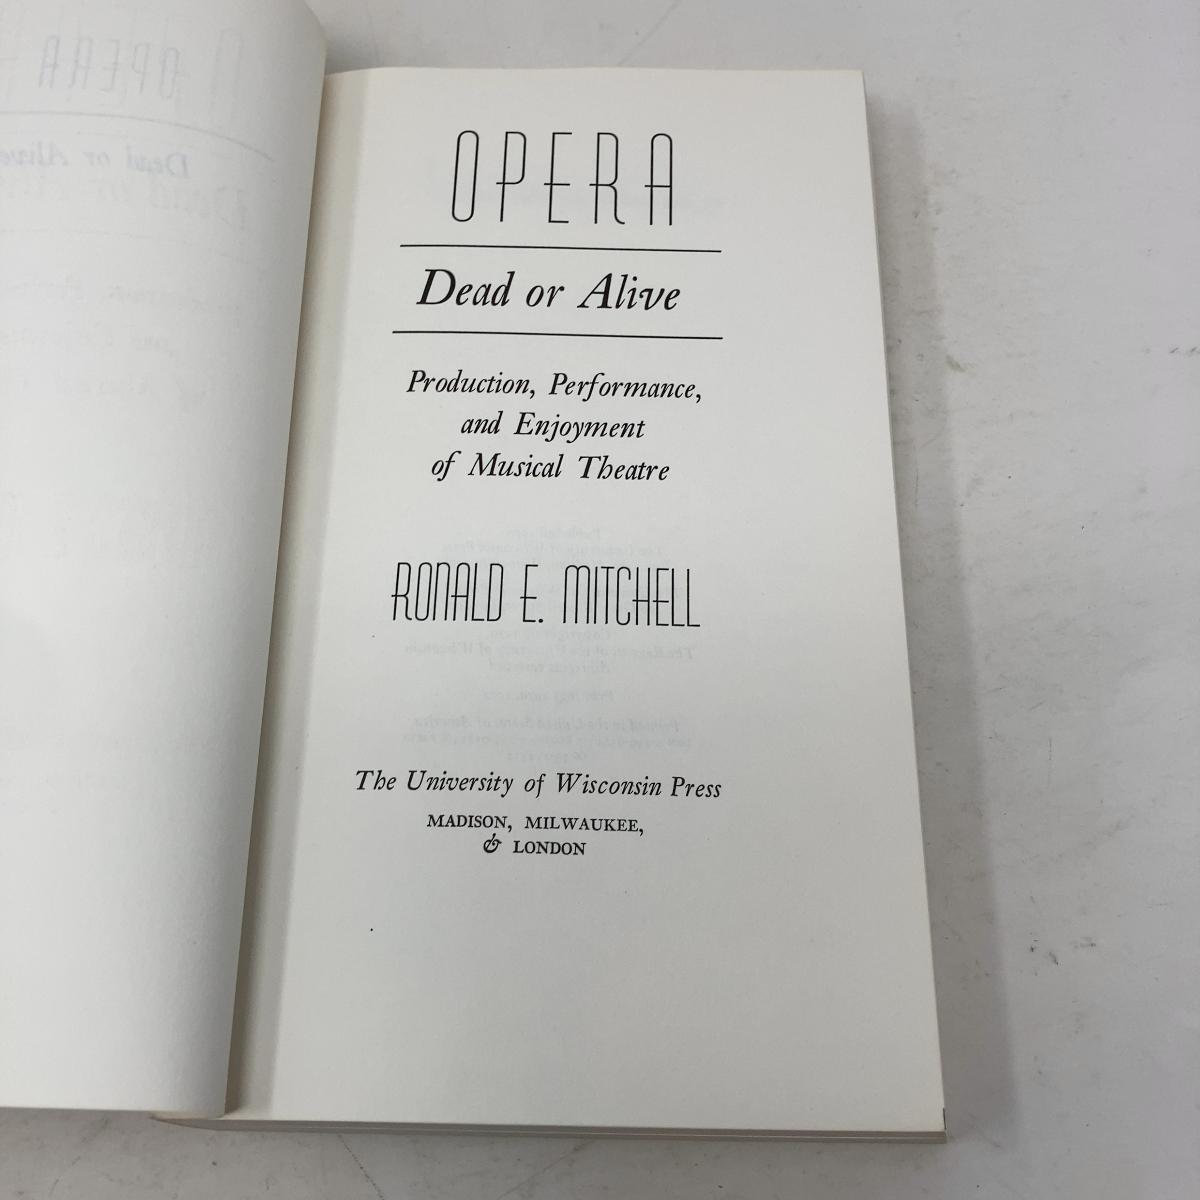 OPERA
Dead or Alive
Production, Performance,
and Enjoyment
of Musical Theatre
RONALD E. MITCHELL
The University of Wisconsin Press
MADISON, MILWAUKEE,
& LONDON